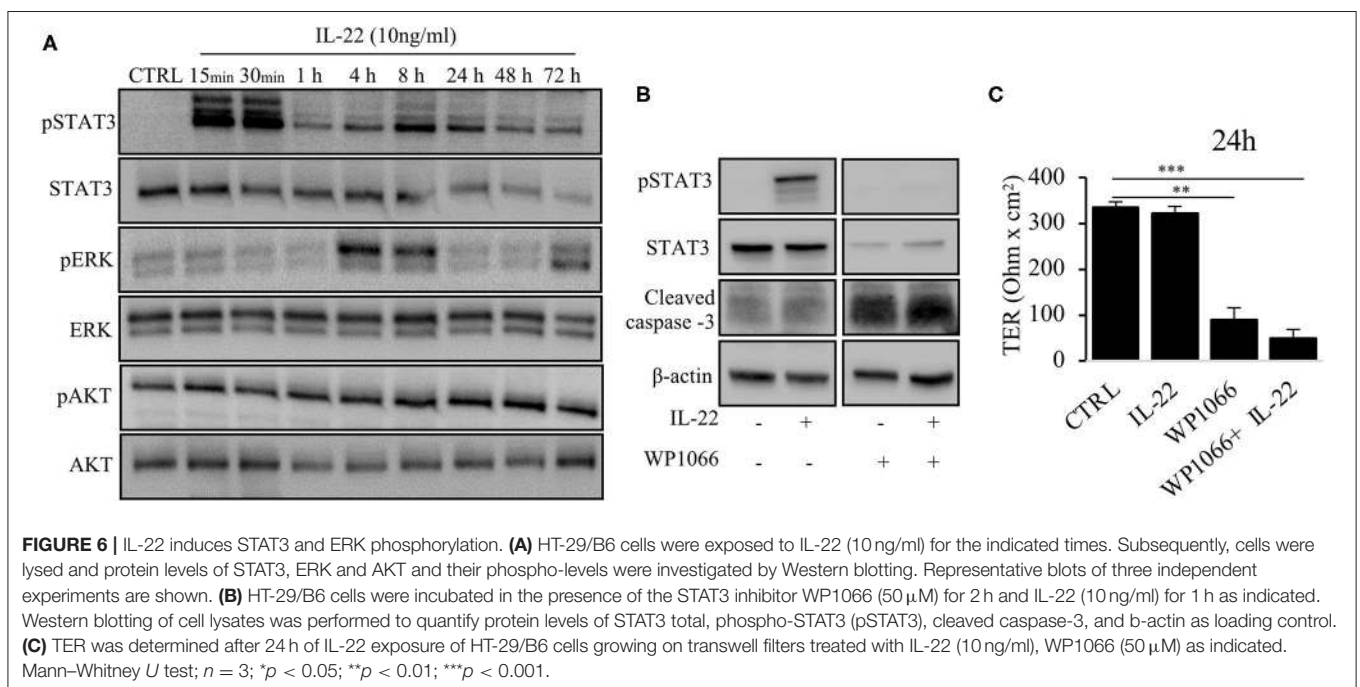 A
IL-22 (10ng/ml)
CTRL 15min 30min 1 h 4 h 8 h 24 h 48 h 72 h
pSTAT3
STAT3
pERK
ERK
pAKT
AKT
B
pSTAT3
STAT3
Cleaved
caspase -3
β-actin
IL-22 - + - +
WP1066 - - + +
C
24h
***
**
TER (Ohm x cm²)
400
300
200
100
0
CTRL
IL-22
WP1066
WP1066+ IL-22
FIGURE 6 | IL-22 induces STAT3 and ERK phosphorylation. (A) HT-29/B6 cells were exposed to IL-22 (10 ng/ml) for the indicated times. Subsequently, cells were
lysed and protein levels of STAT3, ERK and AKT and their phospho-levels were investigated by Western blotting. Representative blots of three independent
experiments are shown. (B) HT-29/B6 cells were incubated in the presence of the STAT3 inhibitor WP1066 (50 μM) for 2 h and IL-22 (10 ng/ml) for 1 h as indicated.
Western blotting of cell lysates was performed to quantify protein levels of STAT3 total, phospho-STAT3 (pSTAT3), cleaved caspase-3, and b-actin as loading control.
(C) TER was determined after 24 h of IL-22 exposure of HT-29/B6 cells growing on transwell filters treated with IL-22 (10 ng/ml), WP1066 (50 μM) as indicated.
Mann–Whitney U test; n = 3; *p < 0.05; **p < 0.01; ***p < 0.001.